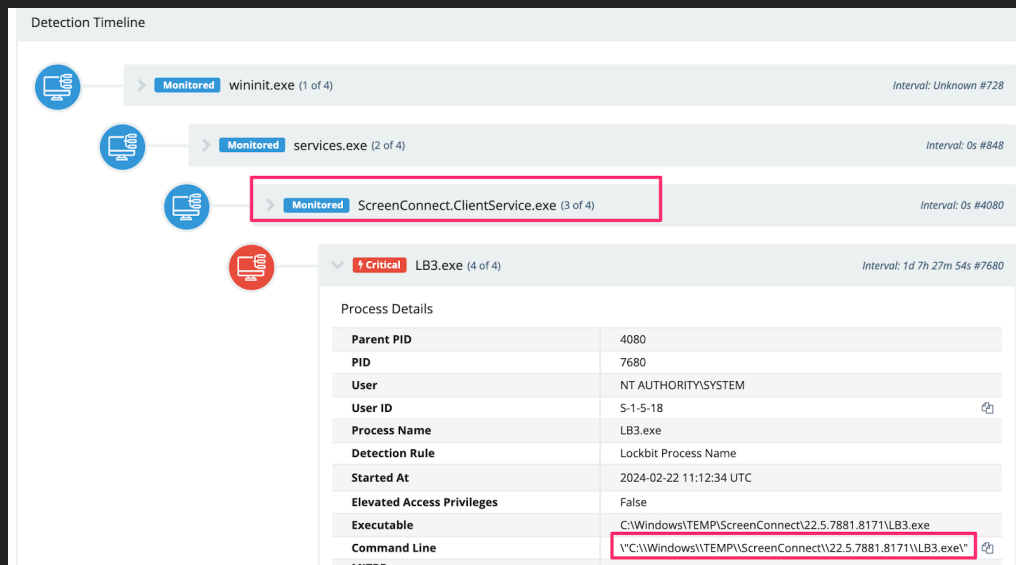 Detection Timeline
Monitored wininit.exe (1 of 4) Interval: Unknown #728
Monitored services.exe (2 of 4) Interval: 0s #848
Monitored ScreenConnect.ClientService.exe (3 of 4) Interval: 0s #4080
Critical LB3.exe (4 of 4) Interval: 1d 7h 27m 54s #7680
Process Details
Parent PID 4080
PID 7680
User NT AUTHORITY\SYSTEM
User ID S-1-5-18
Process Name LB3.exe
Detection Rule Lockbit Process Name
Started At 2024-02-22 11:12:34 UTC
Elevated Access Privileges False
Executable C:\Windows\TEMP\ScreenConnect\22.5.7881.8171\LB3.exe
Command Line \"C:\\Windows\\TEMP\\ScreenConnect\\22.5.7881.8171\\LB3.exe\"